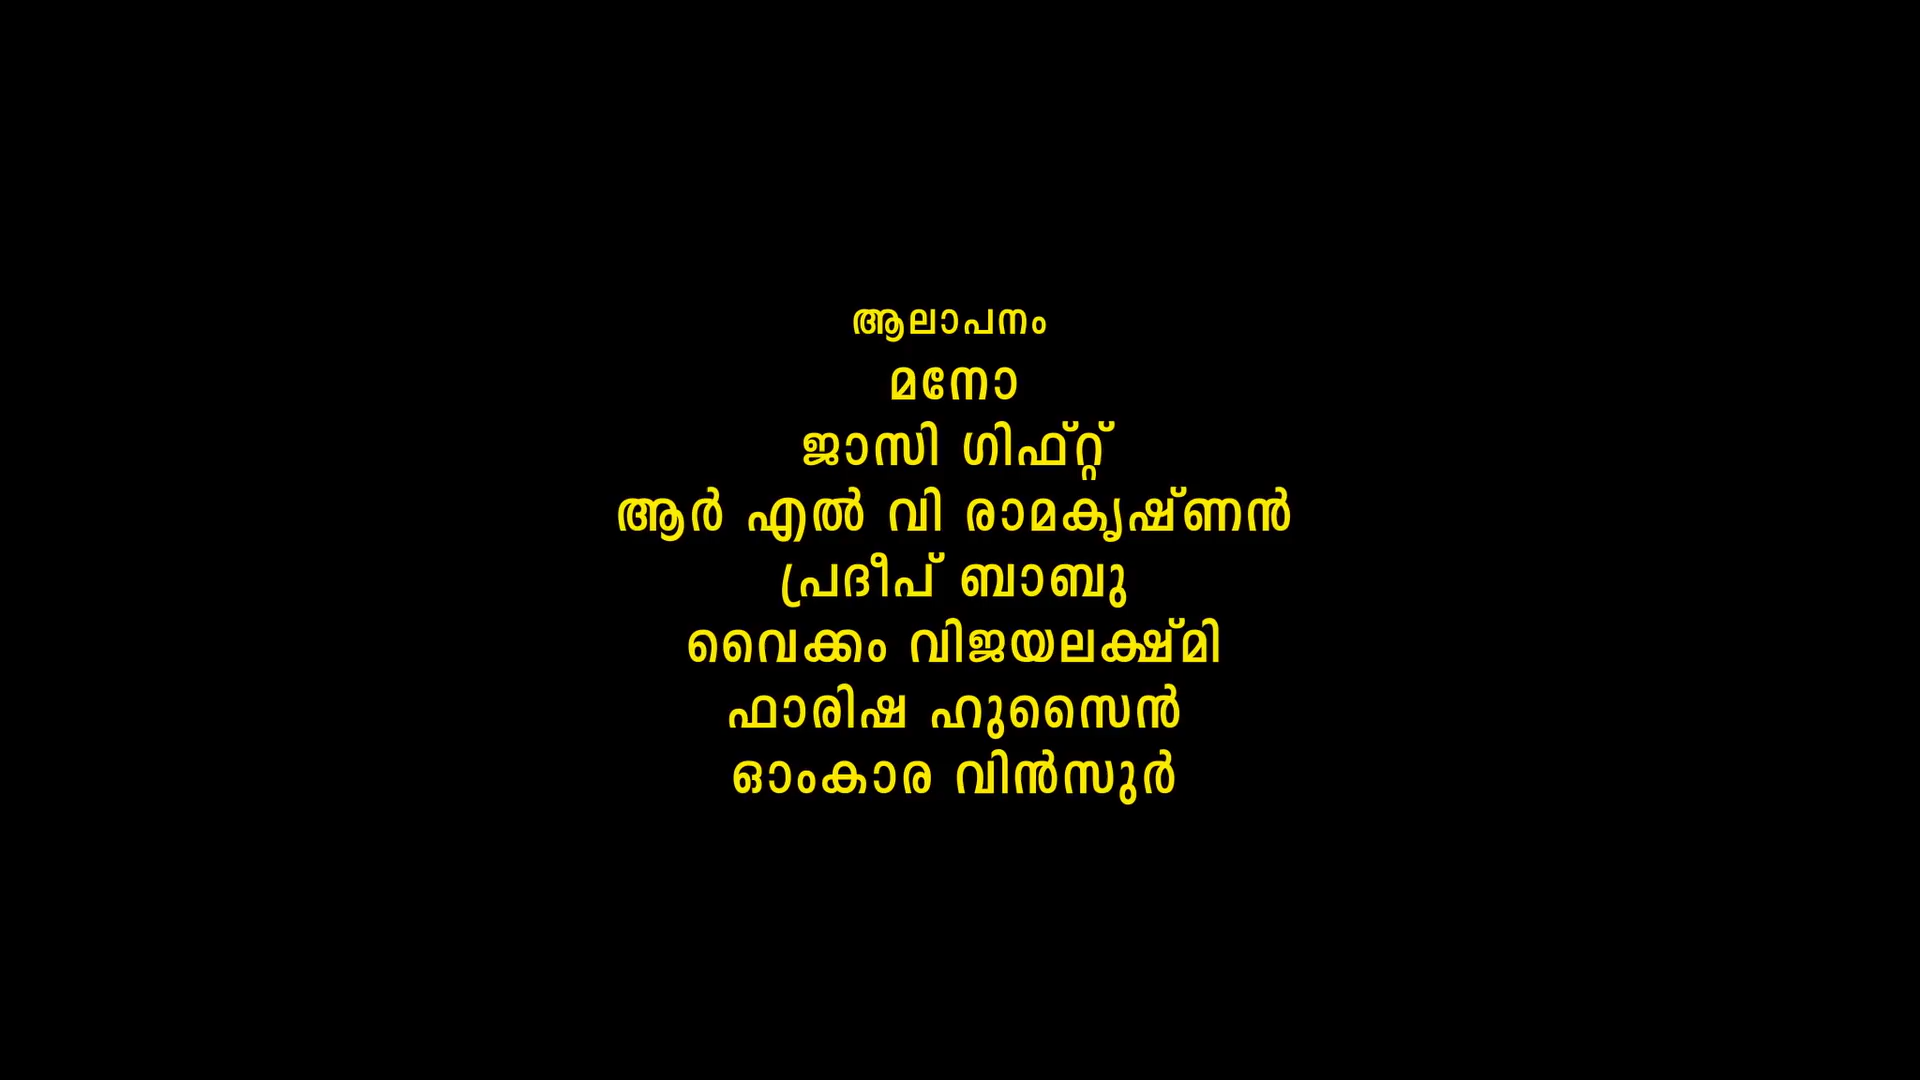 ആലാപനം
മനോ
ജാസി ഗിഫ്റ്റ്
ആർ എൽ വി രാമകൃഷ്ണൻ
പ്രദീപ് ബാബു
വൈക്കം വിജയലക്ഷ്മി
ഫാരിഷ ഹുസൈൻ
ഓംകാര വിൻസുർ